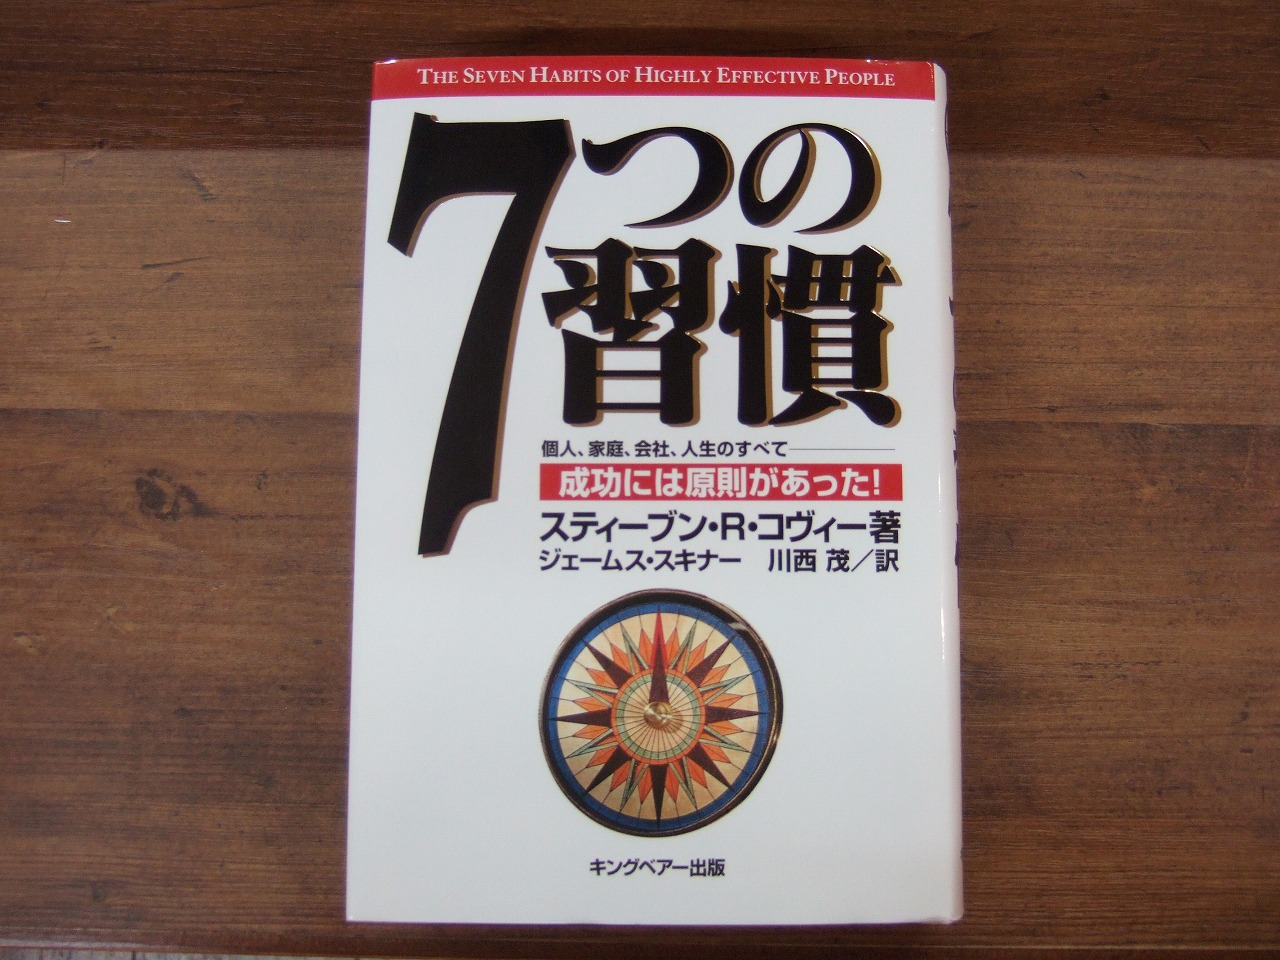 THE SEVEN HABITS OF HIGHLY EFFECTIVE PEOPLE
7つの
習慣
個人、家庭、会社、人生のすべて
成功には原則があった!
スティーブン・R・コヴィー著
ジェームス・スキナー 川西 茂／訳
キングベアー出版